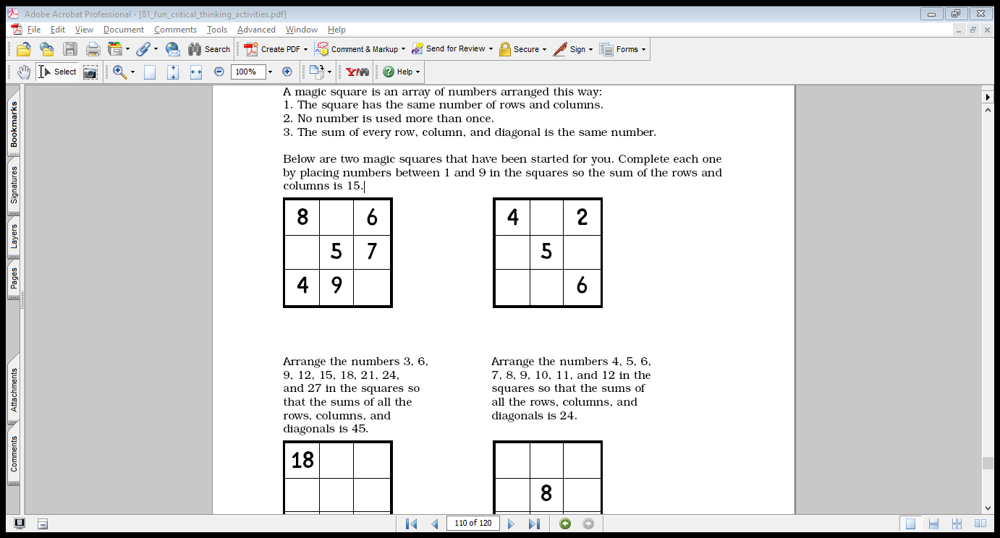 Adobe Acrobat Professional - [81_fun_critical_thinking_activities.pdf]
File Edit View Document Comments Tools Advanced Window Help
Search Create PDF Comment & Markup Send for Review Secure Sign Forms
Select 100% Y! Help
Bookmarks
Signatures
Layers
Pages
Attachments
Comments
A magic square is an array of numbers arranged this way:
1. The square has the same number of rows and columns.
2. No number is used more than once.
3. The sum of every row, column, and diagonal is the same number.
Below are two magic squares that have been started for you. Complete each one
by placing numbers between 1 and 9 in the squares so the sum of the rows and
columns is 15.
8 6
5 7
4 9
4 2
5
6
Arrange the numbers 3, 6,
9, 12, 15, 18, 21, 24,
and 27 in the squares so
that the sums of all the
rows, columns, and
diagonals is 45.
18
Arrange the numbers 4, 5, 6,
7, 8, 9, 10, 11, and 12 in the
squares so that the sums of
all the rows, columns, and
diagonals is 24.
8
110 of 120